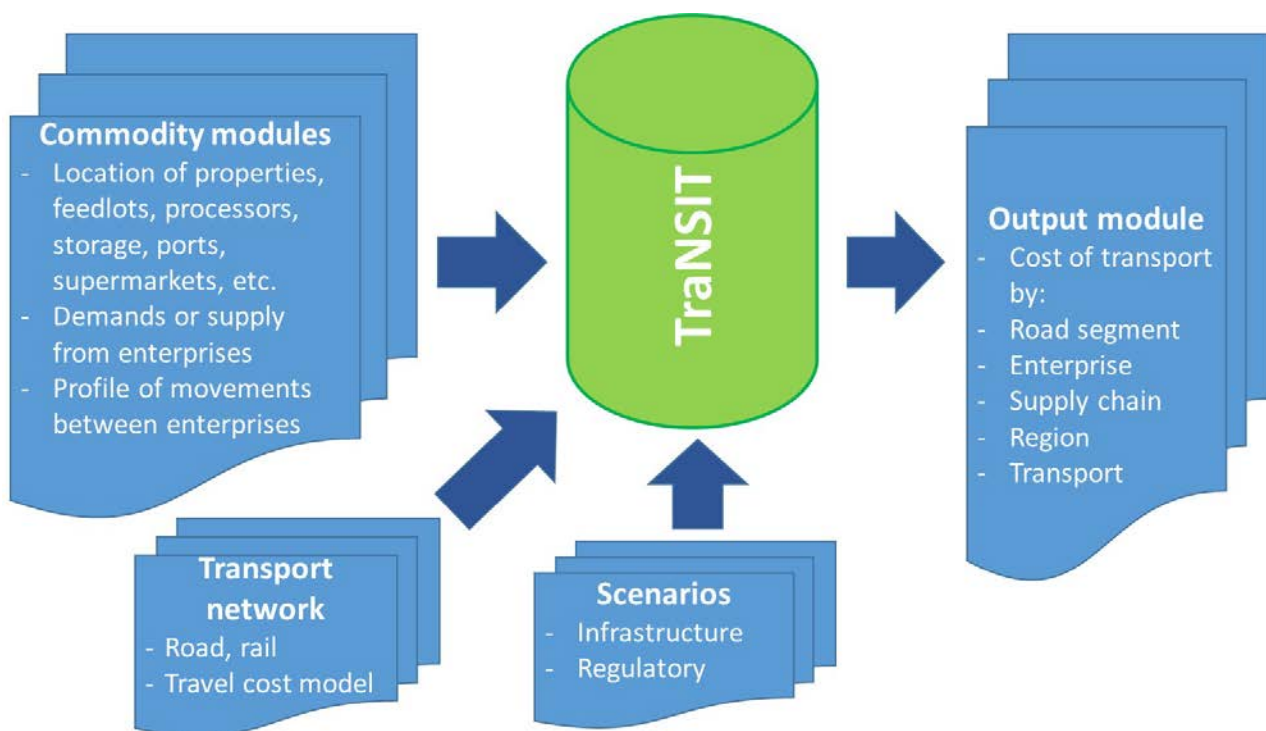 Commodity modules
- Location of properties,
feedlots, processors,
storage, ports,
supermarkets, etc.
- Demands or supply
from enterprises
- Profile of movements
between enterprises
TraNSIT
Output module
- Cost of transport
by:
- Road segment
- Enterprise
- Supply chain
- Region
- Transport
Transport
network
- Road, rail
- Travel cost model
Scenarios
- Infrastructure
- Regulatory